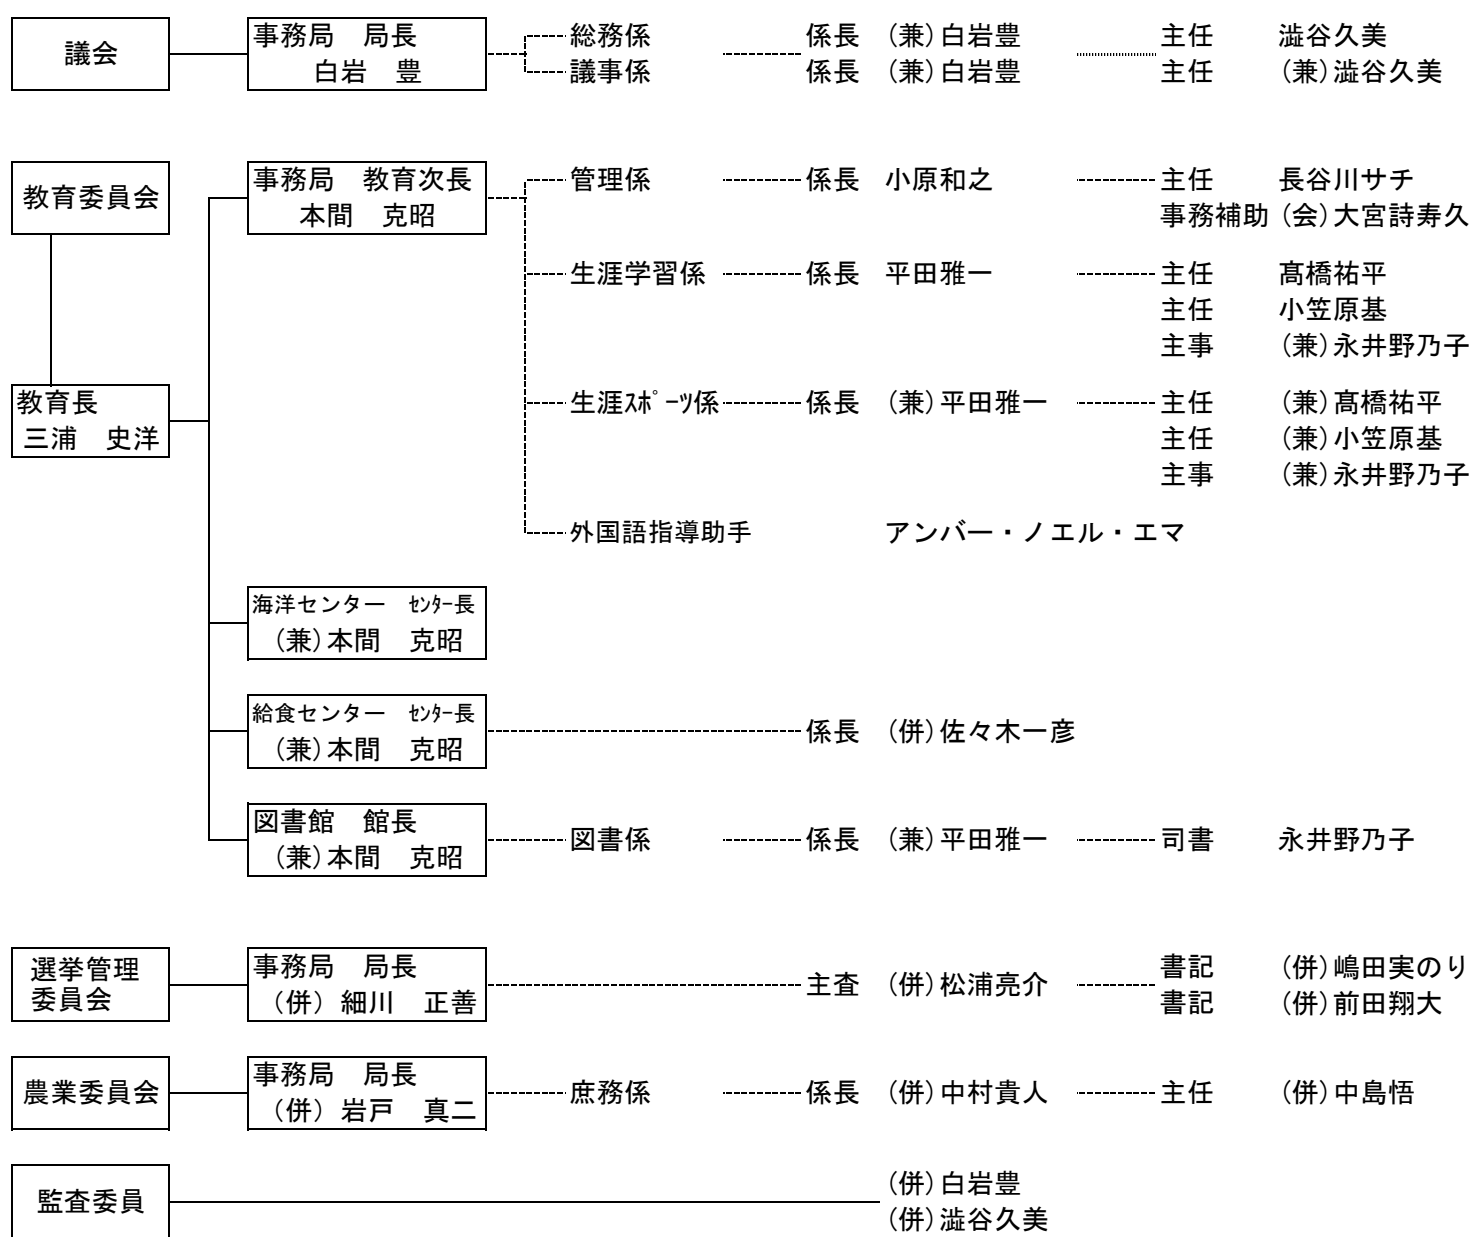 議会
事務局　局長
白岩　豊
総務係 係長 （兼）白岩豊 主任 澁谷久美
議事係 係長 （兼）白岩豊 主任 （兼）澁谷久美
教育委員会
事務局　教育次長
本間　克昭
管理係 係長 小原和之 主任 長谷川サチ
事務補助 （会）大宮詩寿久
生涯学習係 係長 平田雅一 主任 髙橋祐平
主任 小笠原基
主事 （兼）永井野乃子
教育長
三浦　史洋
生涯ｽﾎﾟｰﾂ係 係長 （兼）平田雅一 主任 （兼）髙橋祐平
主任 （兼）小笠原基
主事 （兼）永井野乃子
外国語指導助手 アンバー・ノエル・エマ
海洋センター　ｾﾝﾀｰ長
（兼）本間　克昭
給食センター　ｾﾝﾀｰ長
（兼）本間　克昭
係長 （併）佐々木一彦
図書館　館長
（兼）本間　克昭
図書係 係長 （兼）平田雅一 司書 永井野乃子
選挙管理
委員会
事務局　局長
（併）細川　正善
主査 （併）松浦亮介 書記 （併）嶋田実のり
書記 （併）前田翔大
農業委員会
事務局　局長
（併）岩戸　真二
庶務係 係長 （併）中村貴人 主任 （併）中島悟
監査委員
（併）白岩豊
（併）澁谷久美